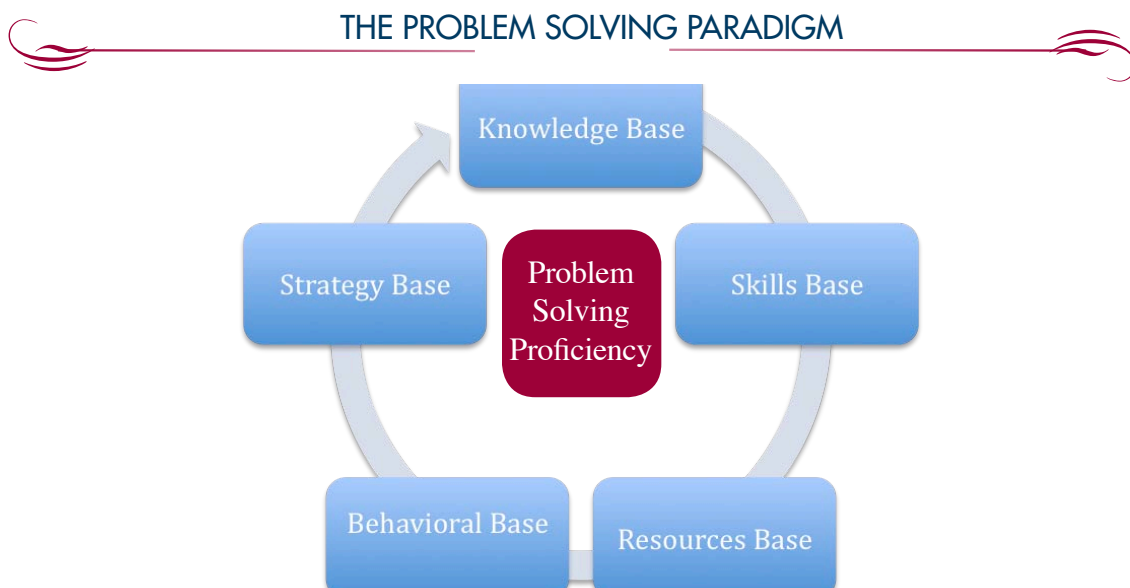 THE PROBLEM SOLVING PARADIGM
Knowledge Base
Strategy Base
Problem
Solving
Proficiency
Skills Base
Behavioral Base
Resources Base